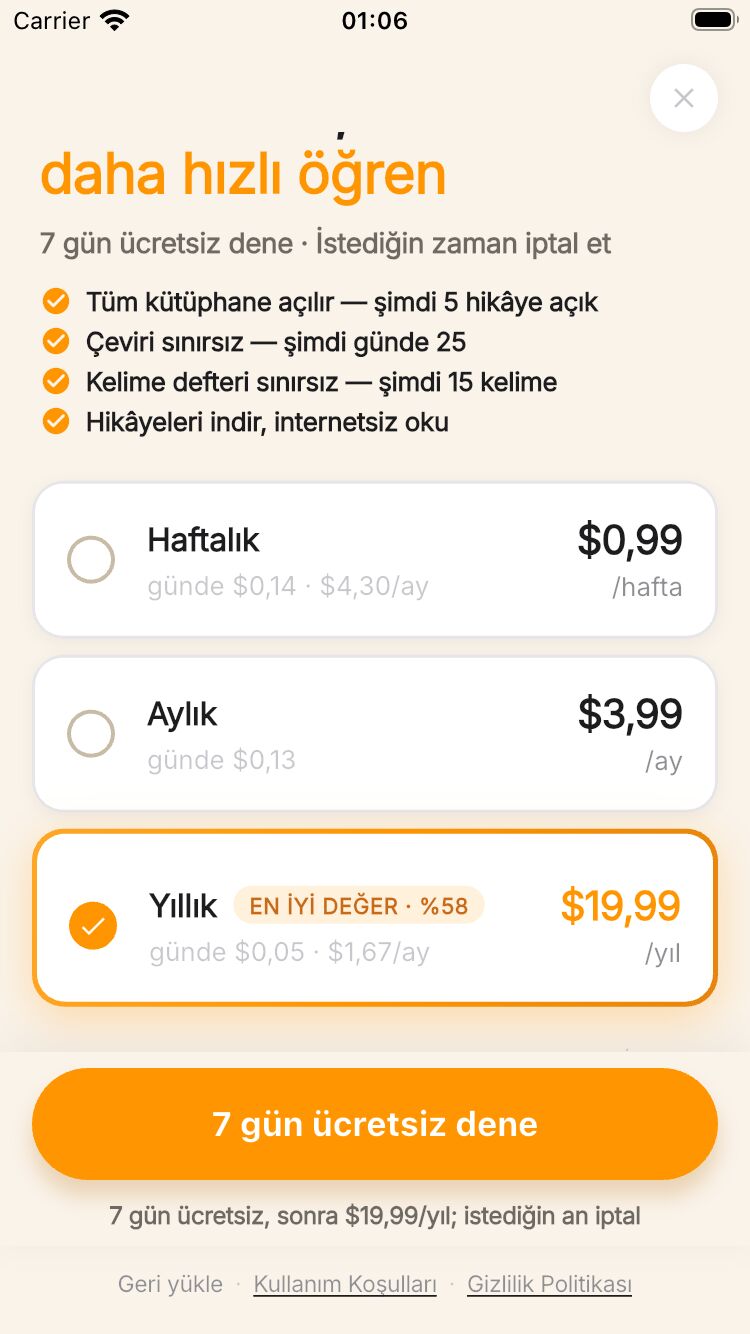 Carrier 01:06
daha hızlı öğren
7 gün ücretsiz dene · İstediğin zaman iptal et
Tüm kütüphane açılır — şimdi 5 hikâye açık
Çeviri sınırsız — şimdi günde 25
Kelime defteri sınırsız — şimdi 15 kelime
Hikâyeleri indir, internetsiz oku
Haftalık $0,99
günde $0,14 · $4,30/ay /hafta
Aylık $3,99
günde $0,13 /ay
Yıllık EN İYİ DEĞER · %58 $19,99
günde $0,05 · $1,67/ay /yıl
7 gün ücretsiz dene
7 gün ücretsiz, sonra $19,99/yıl; istediğin an iptal
Geri yükle · Kullanım Koşulları · Gizlilik Politikası